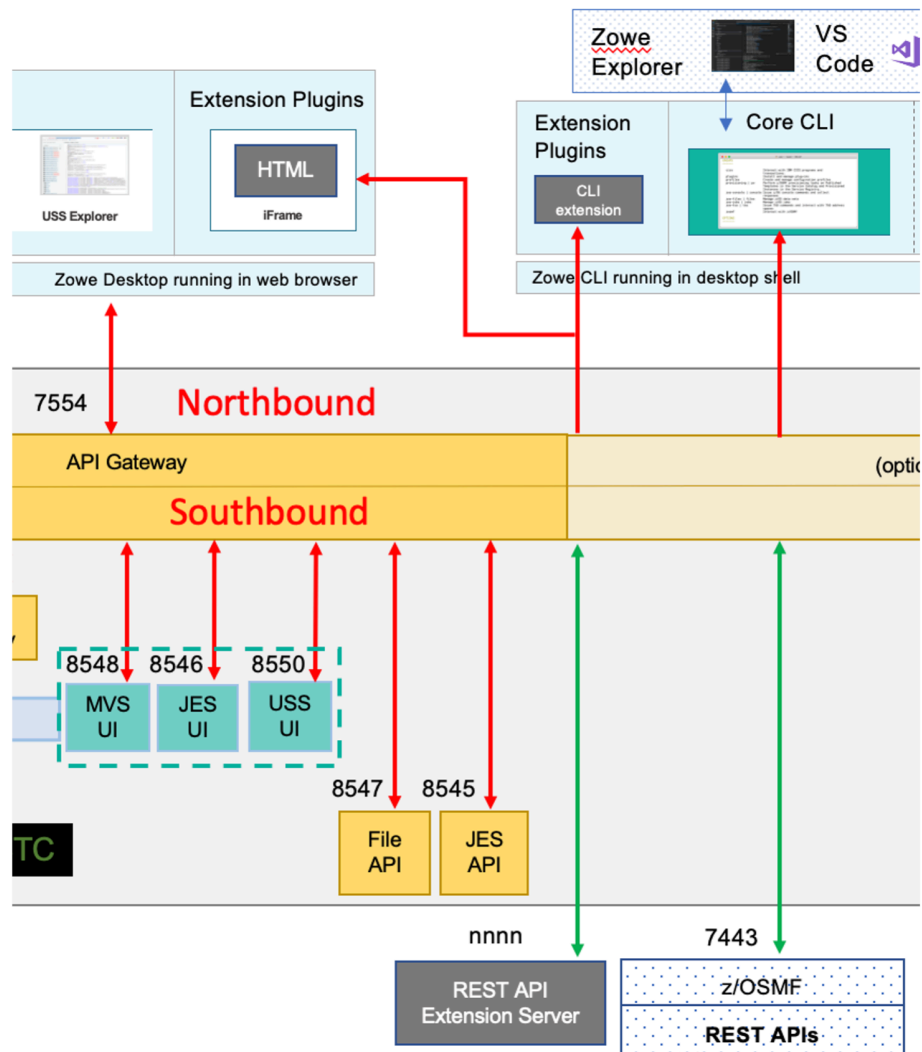 Zowe
Explorer
VS
Code
Extension Plugins
HTML
iFrame
USS Explorer
Extension
Plugins
CLI
extension
Core CLI
Zowe Desktop running in web browser
Zowe CLI running in desktop shell
7554
Northbound
API Gateway
(optic
Southbound
8548
8546
8550
MVS
UI
JES
UI
USS
UI
8547
8545
File
API
JES
API
TC
nnnn
7443
REST API
Extension Server
z/OSMF
REST APIs